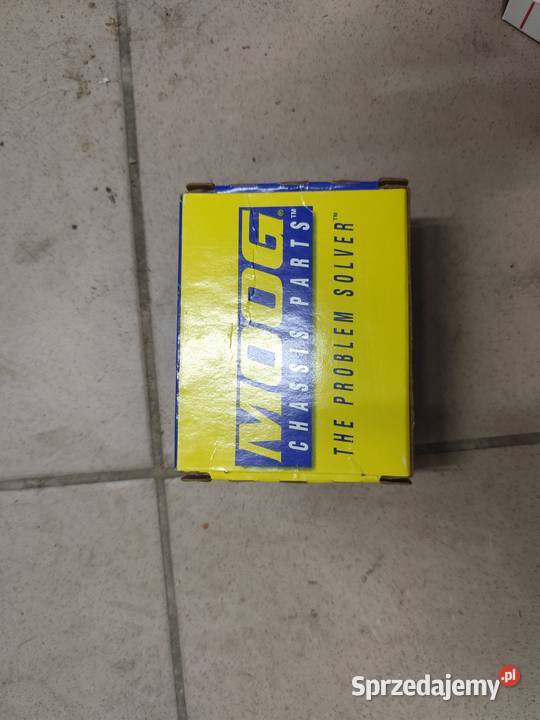 MOOG®
CHASSIS PARTS™
THE PROBLEM SOLVER™
Sprzedajemy.pl